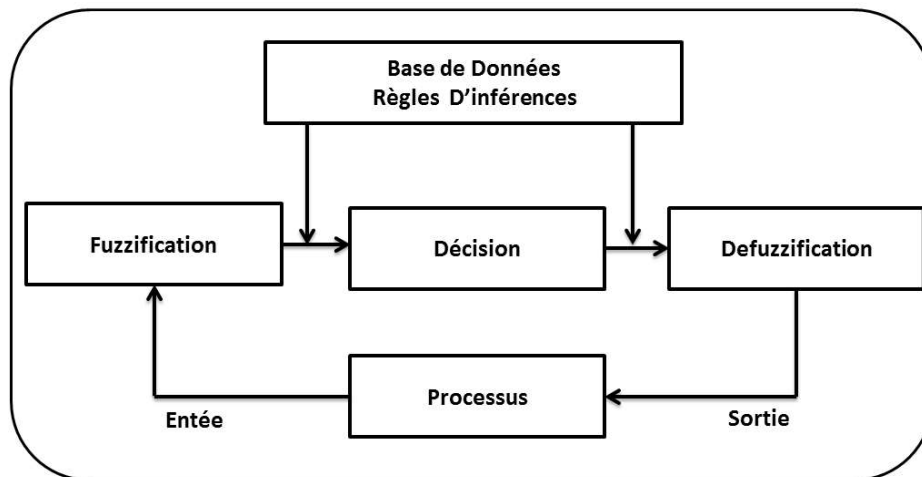 Base de Données
Règles D'inférences
Fuzzification
Décision
Defuzzification
Processus
Entée
Sortie